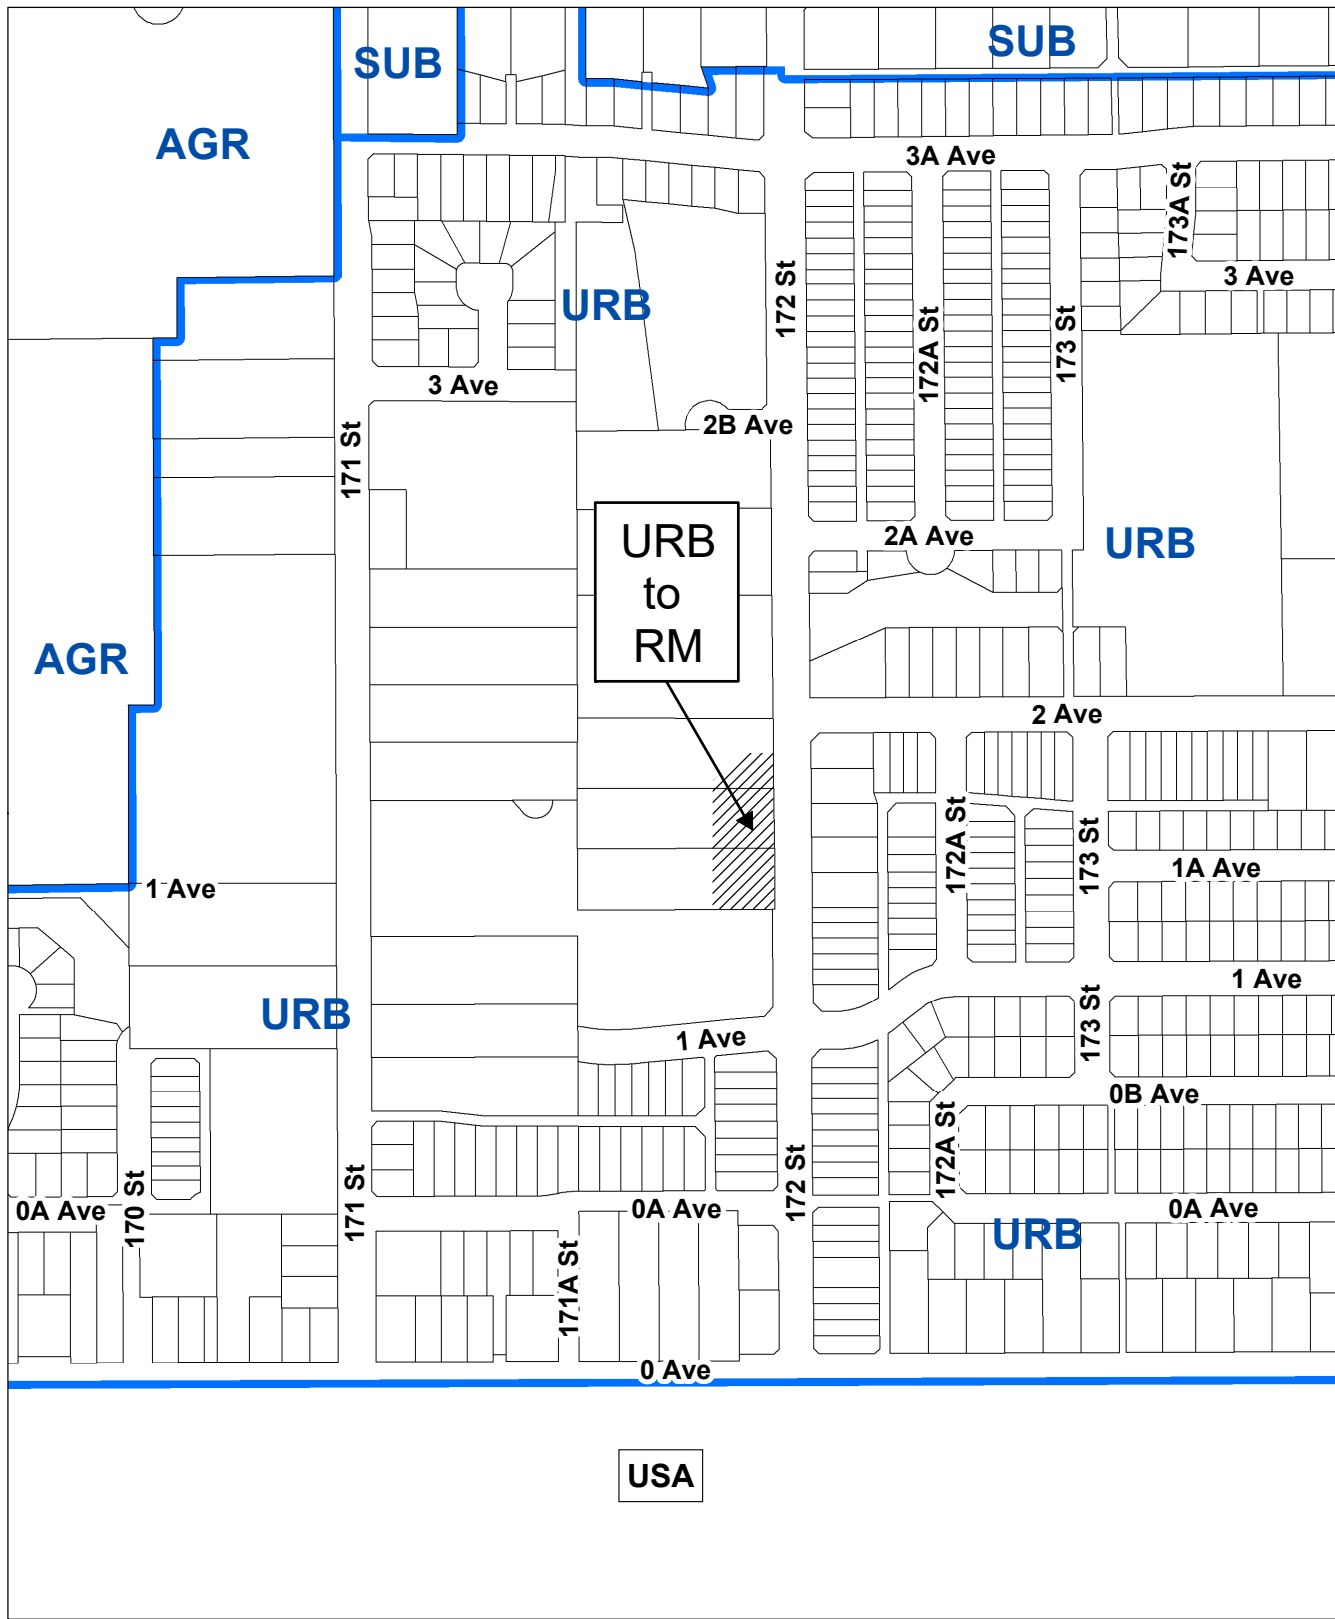 SUB
SUB
AGR
3A Ave
173A St
3 Ave
172 St
URB
172A St
173 St
3 Ave
2B Ave
171 St
URB
to
RM
2A Ave
URB
AGR
2 Ave
172A St
173 St
1A Ave
1 Ave
1 Ave
URB
173 St
1 Ave
0B Ave
172A St
172 St
170 St
171 St
0A Ave
0A Ave
0A Ave
URB
171A St
0 Ave
USA